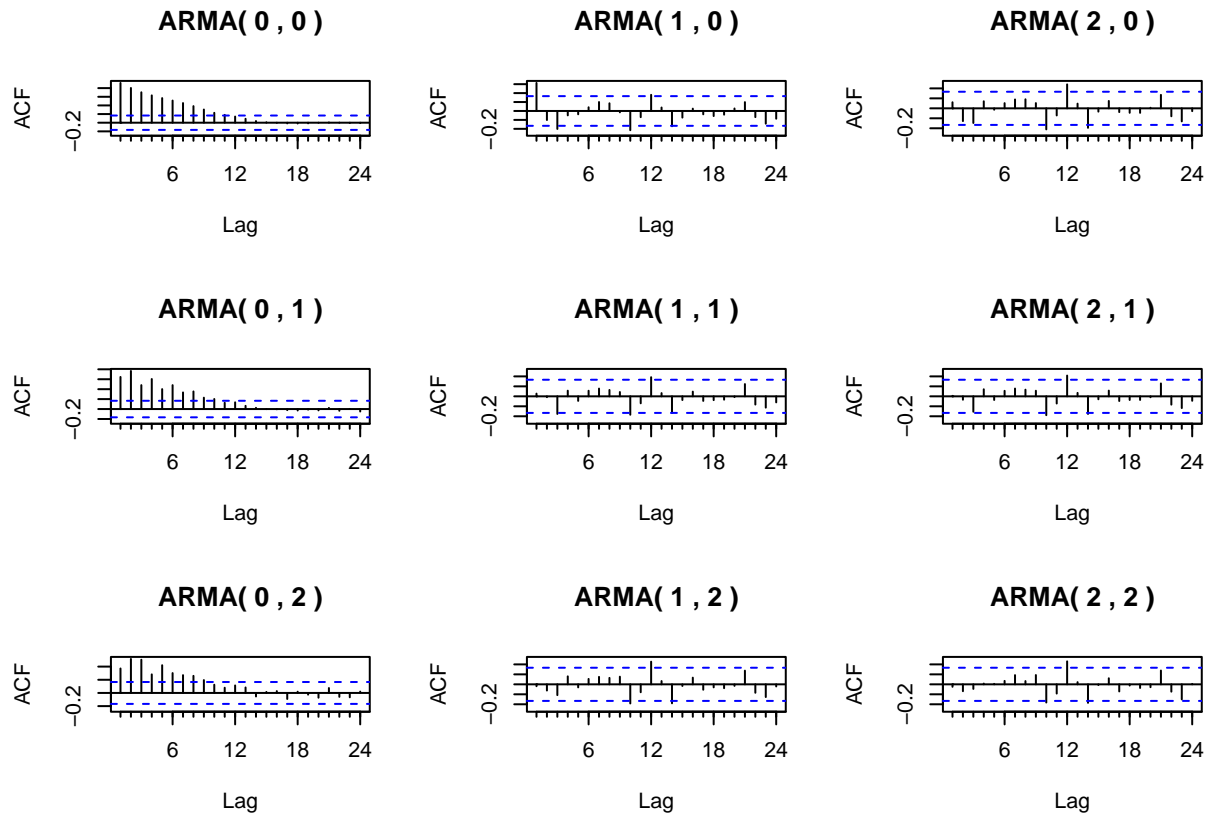 ARMA( 0 , 0 )
ACF
−0.2
6 12 18 24
Lag
ARMA( 1 , 0 )
ACF
−0.2
6 12 18 24
Lag
ARMA( 2 , 0 )
ACF
−0.2
6 12 18 24
Lag
ARMA( 0 , 1 )
ACF
−0.2
6 12 18 24
Lag
ARMA( 1 , 1 )
ACF
−0.2
6 12 18 24
Lag
ARMA( 2 , 1 )
ACF
−0.2
6 12 18 24
Lag
ARMA( 0 , 2 )
ACF
−0.2
6 12 18 24
Lag
ARMA( 1 , 2 )
ACF
−0.2
6 12 18 24
Lag
ARMA( 2 , 2 )
ACF
−0.2
6 12 18 24
Lag